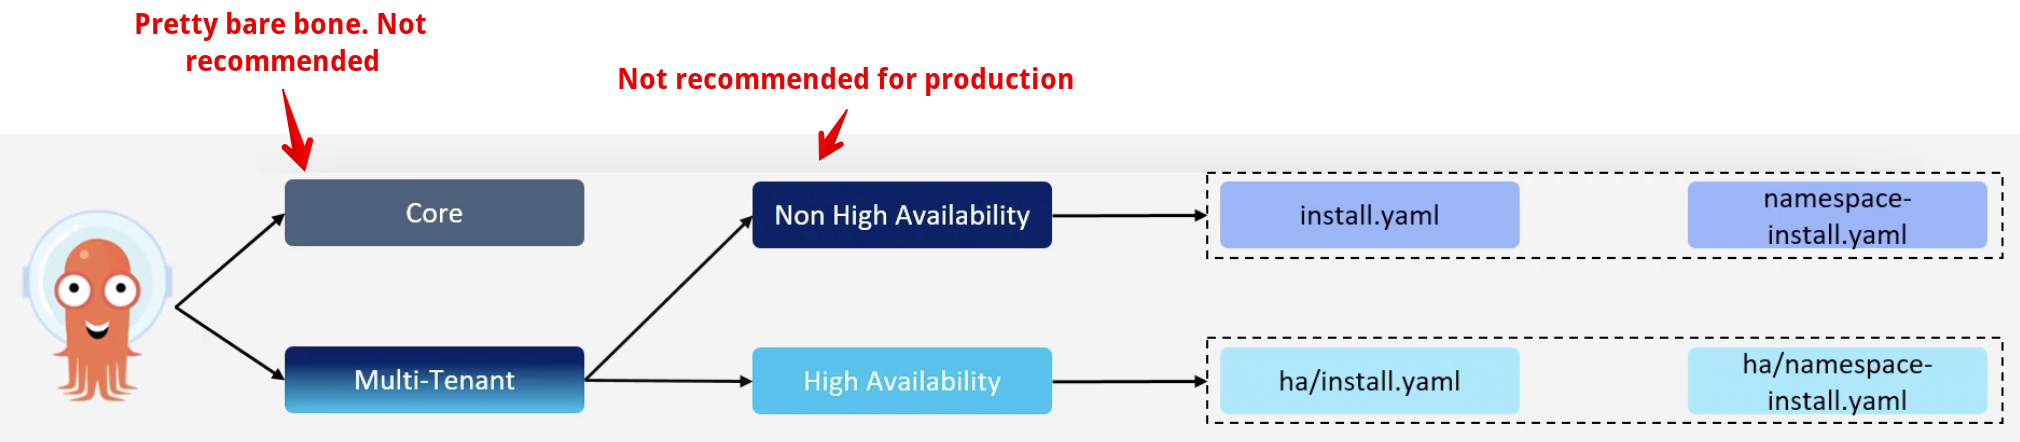 Pretty bare bone. Not
recommended
Not recommended for production
Core
Non High Availability
install.yaml
namespace-
install.yaml
Multi-Tenant
High Availability
ha/install.yaml
ha/namespace-
install.yaml